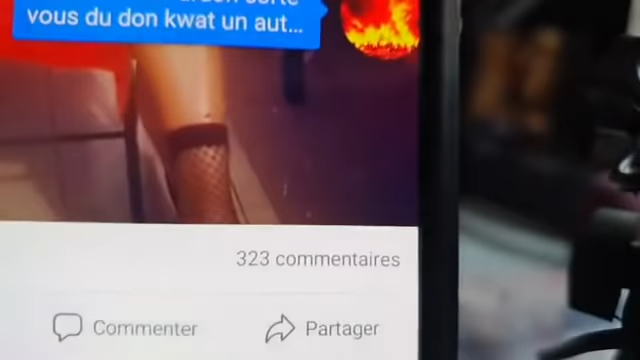 vous du don kwat un aut...
323 commentaires
Commenter
Partager